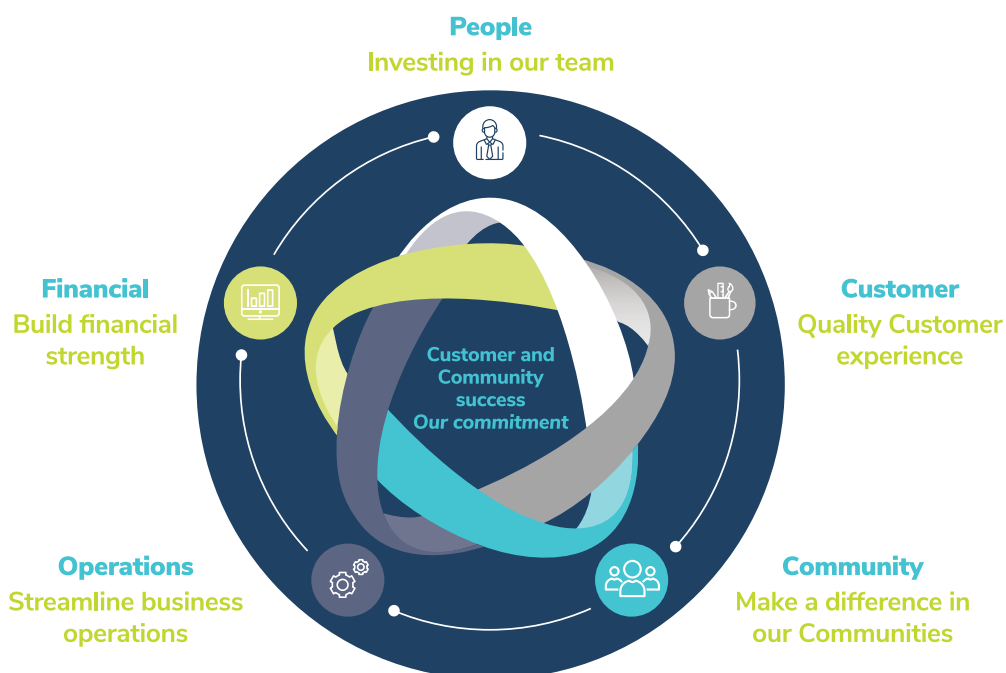 People
Investing in our team
Financial
Build financial
strength
Customer
Quality Customer
experience
Customer and
Community
success
Our commitment
Operations
Streamline business
operations
Community
Make a difference in
our Communities